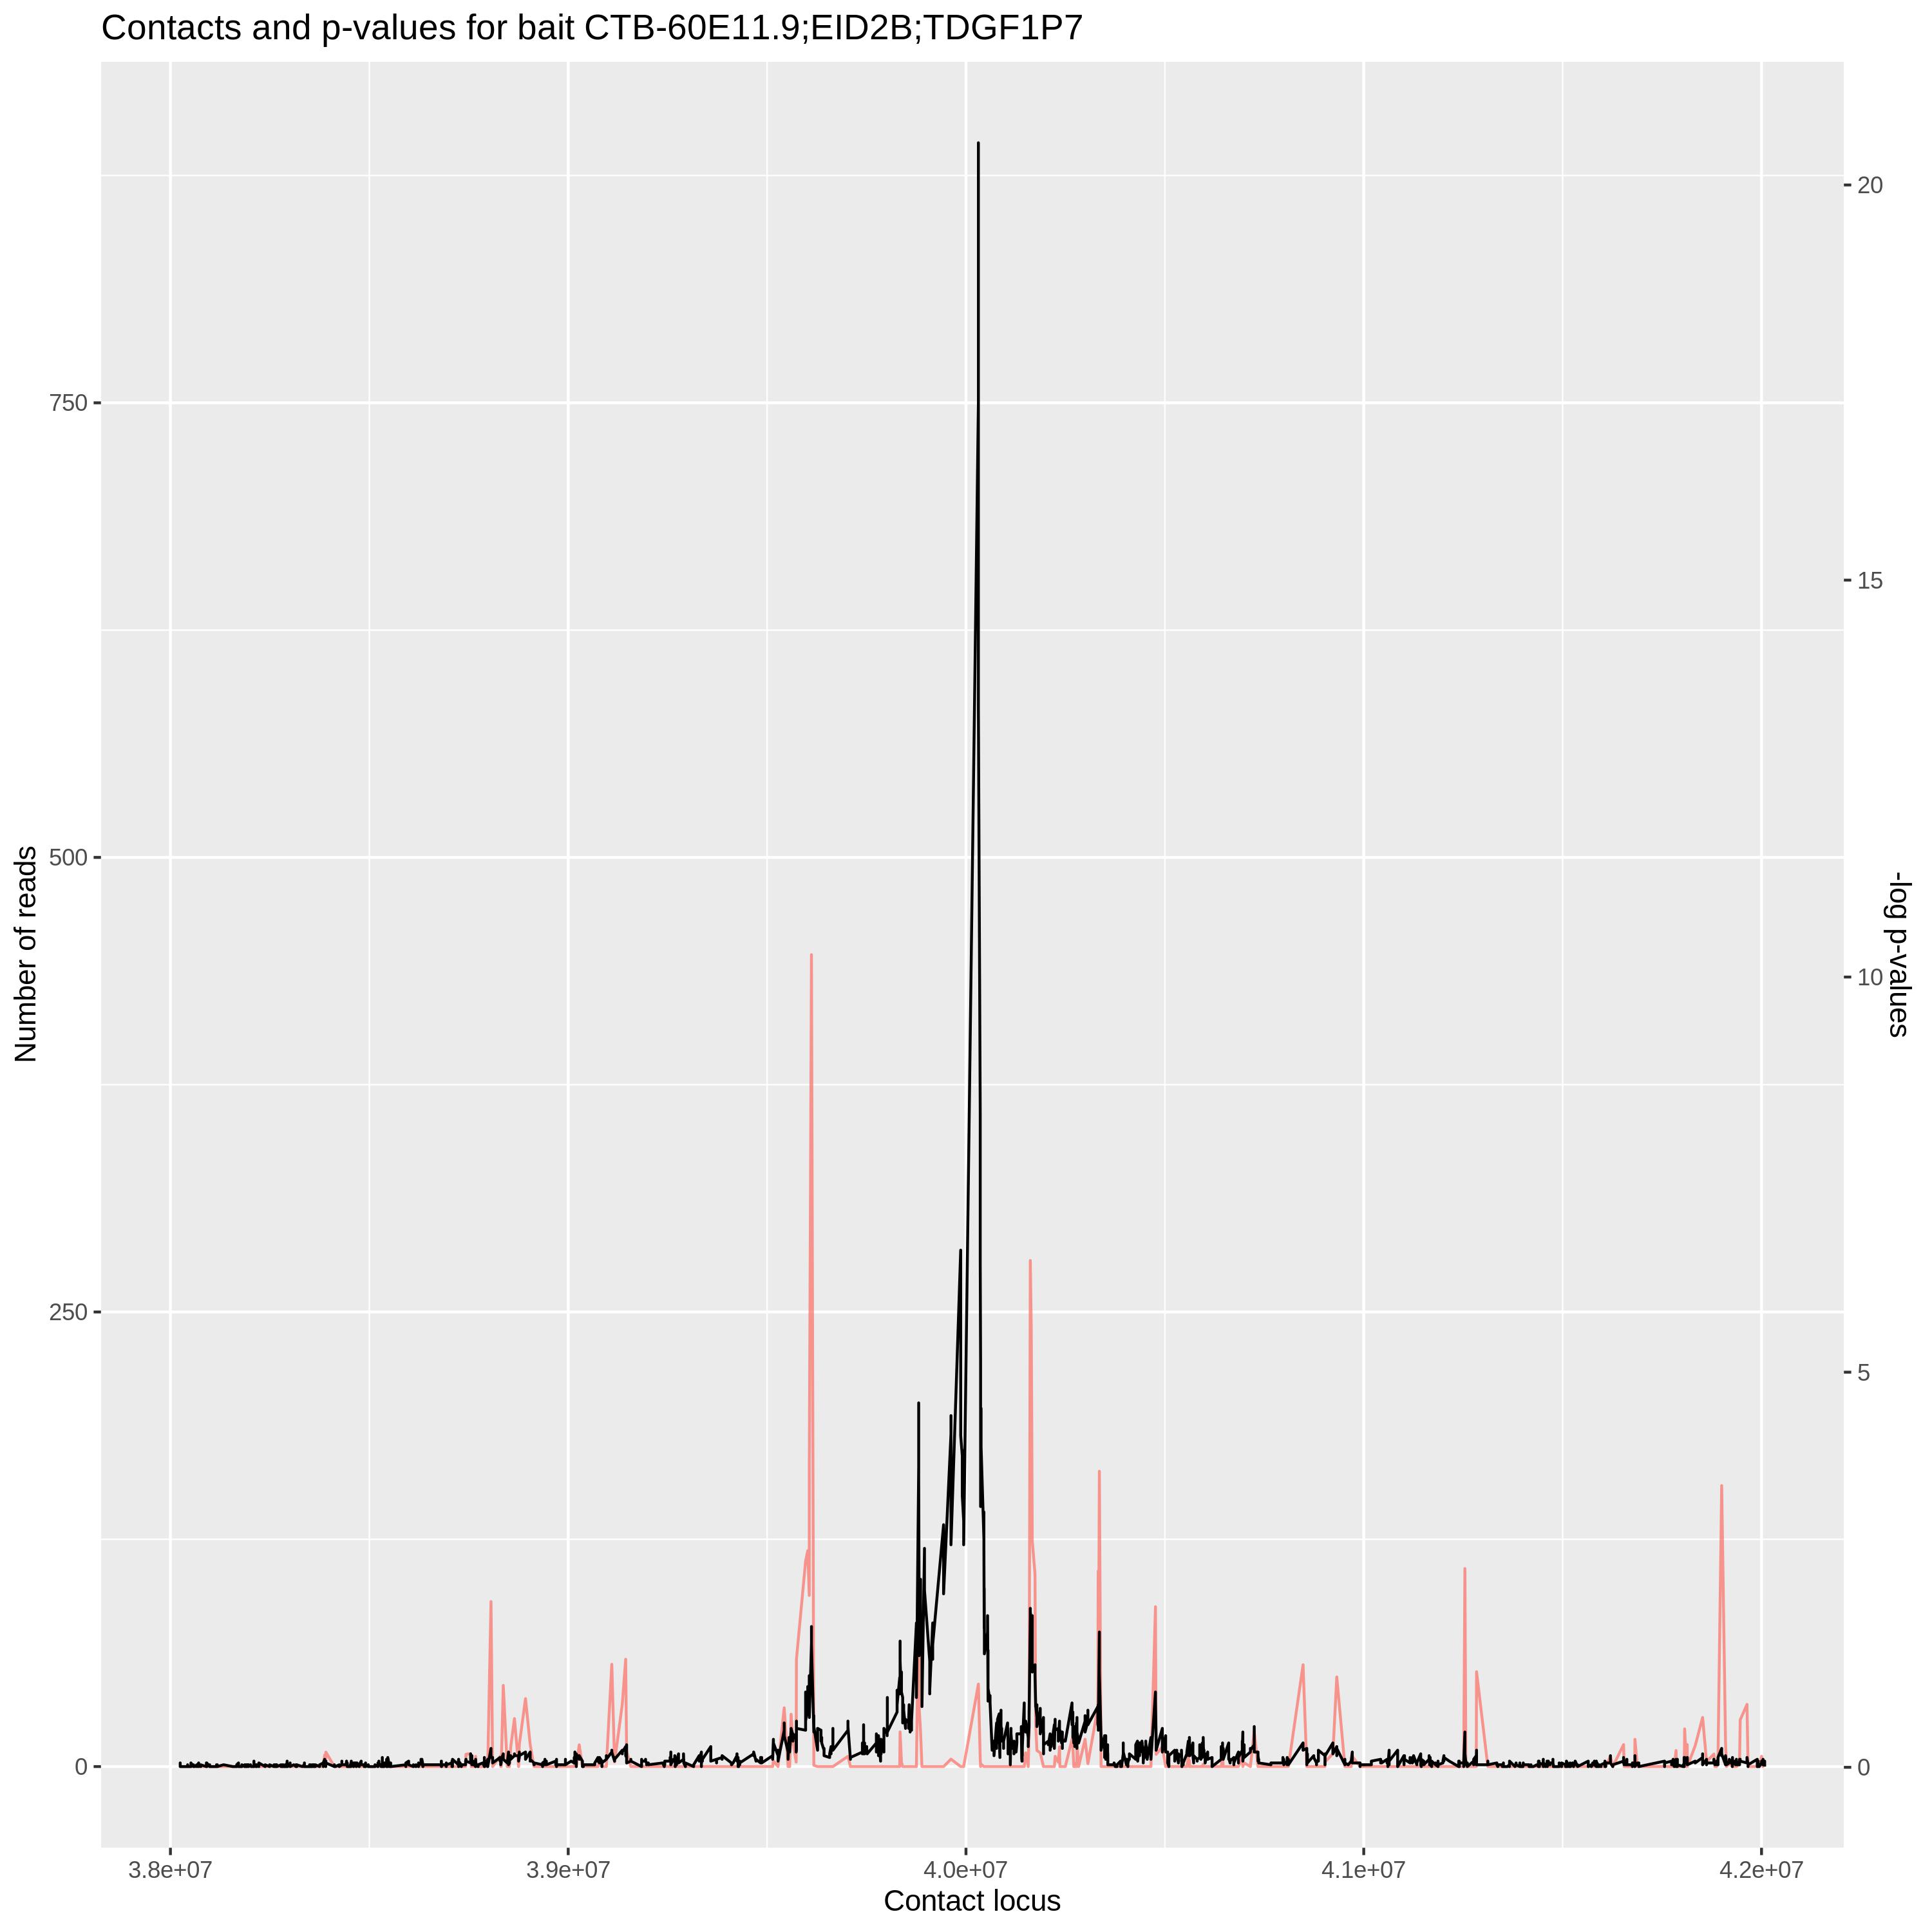 Contacts and p-values for bait CTB-60E11.9;EID2B;TDGF1P7
20
750
15
500
Number of reads
-log p-values
10
250
5
0
0
3.8e+07 3.9e+07 4.0e+07 4.1e+07 4.2e+07
Contact locus